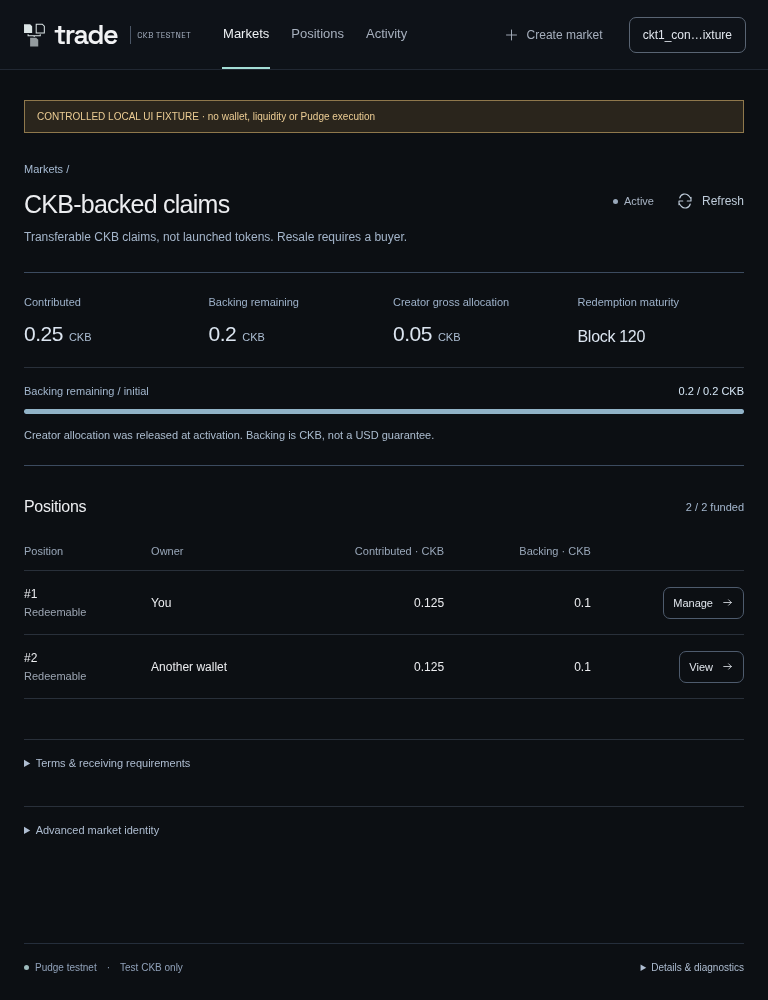 trade
CKB TESTNET
Markets
Positions
Activity
Create market
ckt1_con…ixture
CONTROLLED LOCAL UI FIXTURE · no wallet, liquidity or Pudge execution
Markets /
CKB-backed claims
Active
Refresh
Transferable CKB claims, not launched tokens. Resale requires a buyer.
Contributed
Backing remaining
Creator gross allocation
Redemption maturity
0.25 CKB
0.2 CKB
0.05 CKB
Block 120
Backing remaining / initial
0.2 / 0.2 CKB
Creator allocation was released at activation. Backing is CKB, not a USD guarantee.
Positions
2 / 2 funded
Position
Owner
Contributed · CKB
Backing · CKB
#1
Redeemable
You
0.125
0.1
Manage →
#2
Redeemable
Another wallet
0.125
0.1
View →
▶ Terms & receiving requirements
▶ Advanced market identity
Pudge testnet · Test CKB only
▶ Details & diagnostics